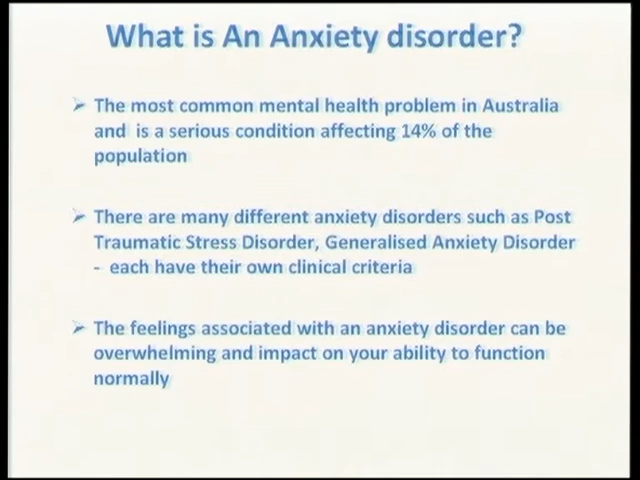 What is An Anxiety disorder?
➢ The most common mental health problem in Australia
and is a serious condition affecting 14% of the
population
➢ There are many different anxiety disorders such as Post
Traumatic Stress Disorder, Generalised Anxiety Disorder
- each have their own clinical criteria
➢ The feelings associated with an anxiety disorder can be
overwhelming and impact on your ability to function
normally